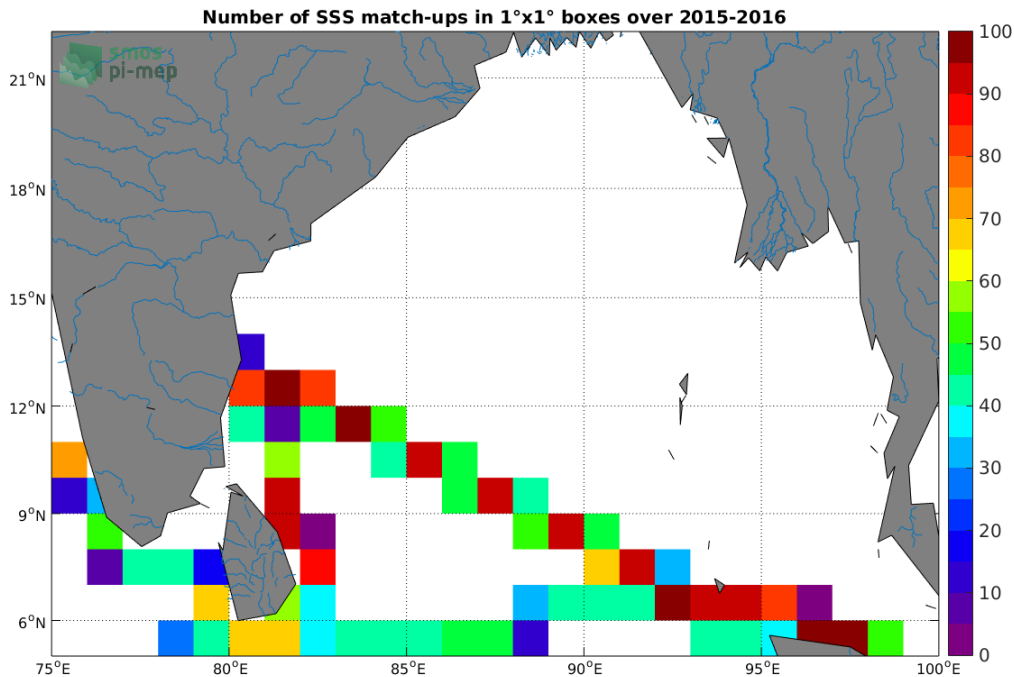 Number of SSS match-ups in 1°x1° boxes over 2015-2016
smos
pi-mep
21°N
18°N
15°N
12°N
9°N
6°N
75°E 80°E 85°E 90°E 95°E 100°E
100
90
80
70
60
50
40
30
20
10
0